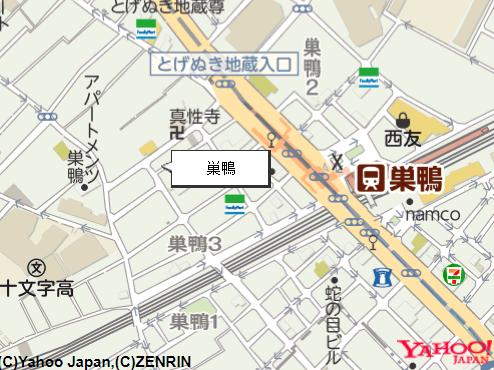 とげぬき地蔵尊
FamilyMart
とげぬき地蔵入口
巣鴨2
FamilyMart
アパートメンツ巣鴨
真性寺
西友
巣鴨
巣鴨
FamilyMart
namco
巣鴨3
十文字高
巣鴨1
蛇の目ビル
YAHOO!
JAPAN
(C)Yahoo Japan,(C)ZENRIN